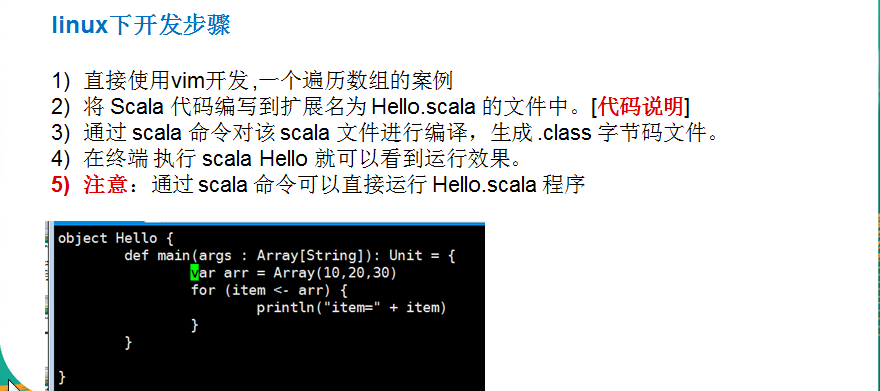 linux下开发步骤
1) 直接使用vim开发,一个遍历数组的案例
2) 将 Scala 代码编写到扩展名为 Hello.scala 的文件中。[代码说明]
3) 通过 scala 命令对该 scala 文件进行编译，生成 .class 字节码文件。
4) 在终端 执行 scala Hello 就可以看到运行效果。
5) 注意：通过 scala 命令可以直接运行 Hello.scala 程序
object Hello {
def main(args : Array[String]): Unit = {
var arr = Array(10,20,30)
for (item <- arr) {
println("item=" + item)
}
}
}